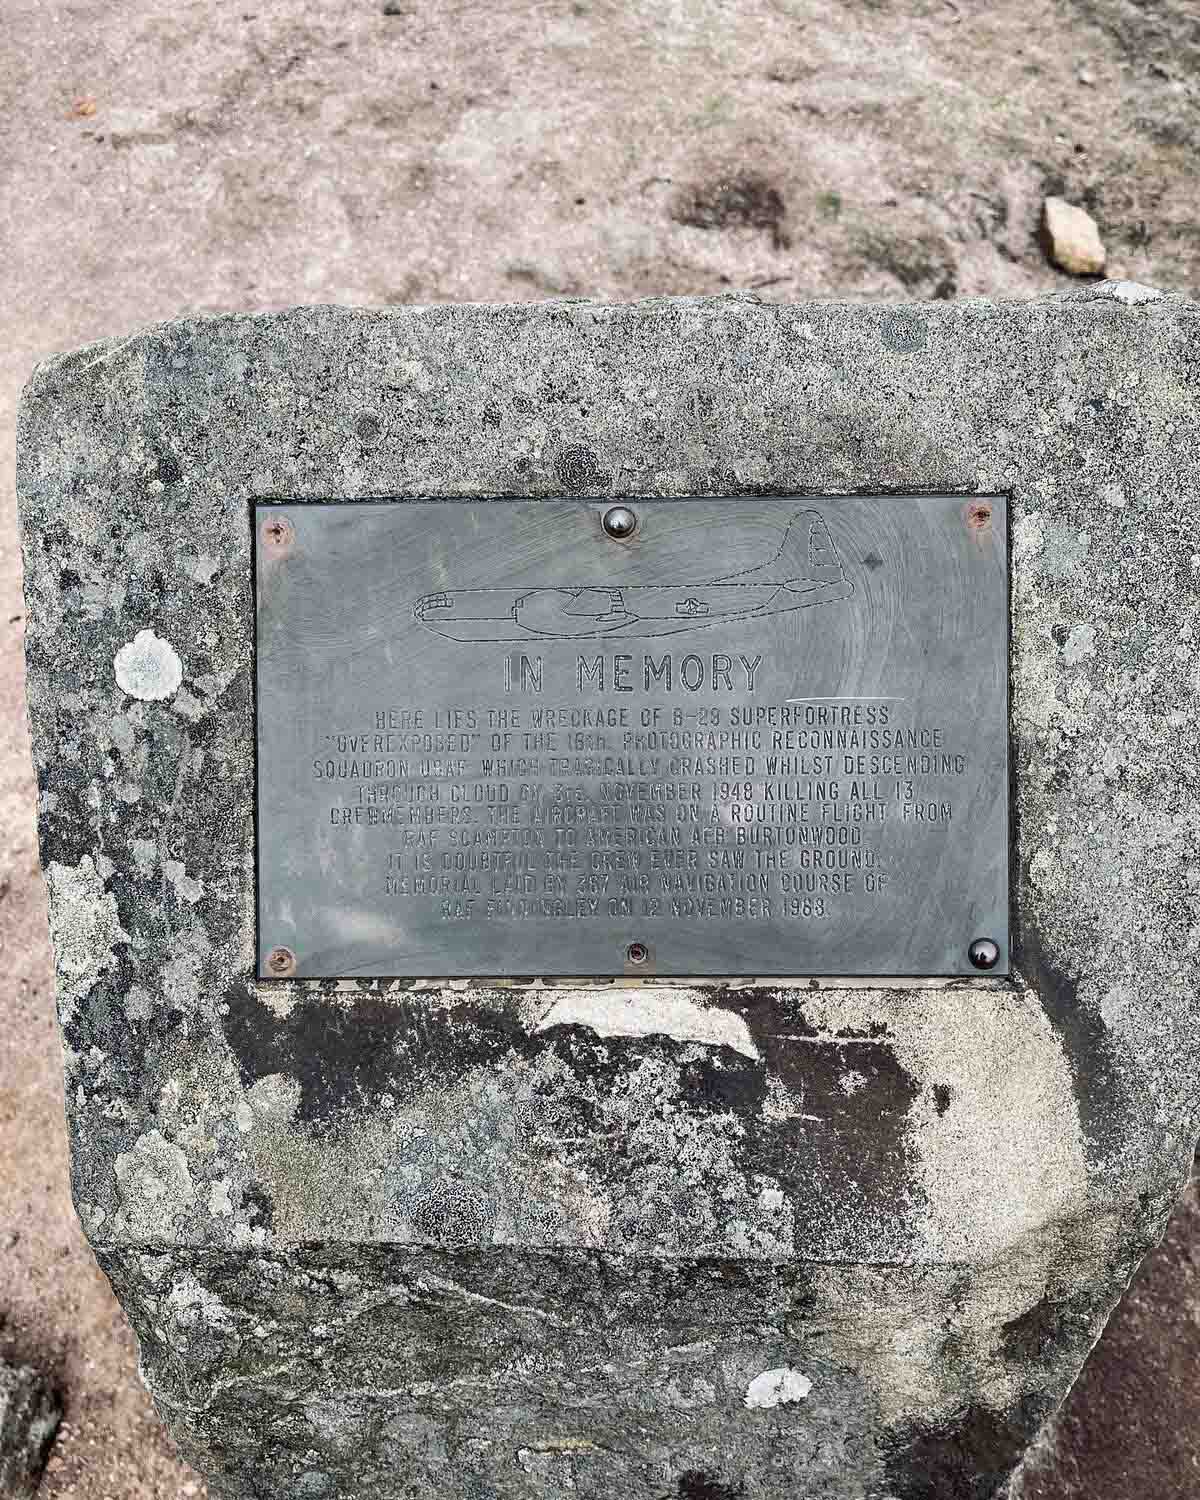 IN MEMORY
HERE LIES THE WRECKAGE OF B-29 SUPERFORTRESS
"OVEREXPOSED" OF THE 16th. PHOTOGRAPHIC RECONNAISSANCE
SQUADRON USAF WHICH TRAGICALLY CRASHED WHILST DESCENDING
THROUGH CLOUD ON 3rd. NOVEMBER 1948 KILLING ALL 13
CREWMEMBERS. THE AIRCRAFT WAS ON A ROUTINE FLIGHT FROM
RAF SCAMPTON TO AMERICAN AFB BURTONWOOD
IT IS DOUBTFUL THE CREW EVER SAW THE GROUND.
MEMORIAL LAID BY 367 AIR NAVIGATION COURSE OF
RAF FINNINGLEY ON 12 NOVEMBER 1988.